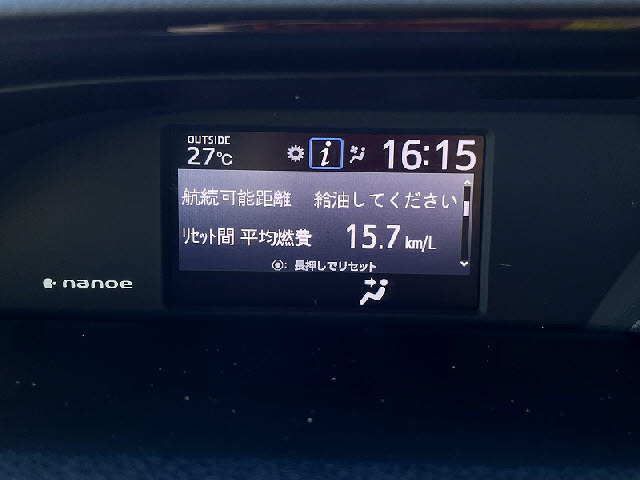 OUTSIDE
27℃ i 16:15
航続可能距離 給油してください
リセット間 平均燃費 15.7 km/L
: 長押しでリセット
nanoe